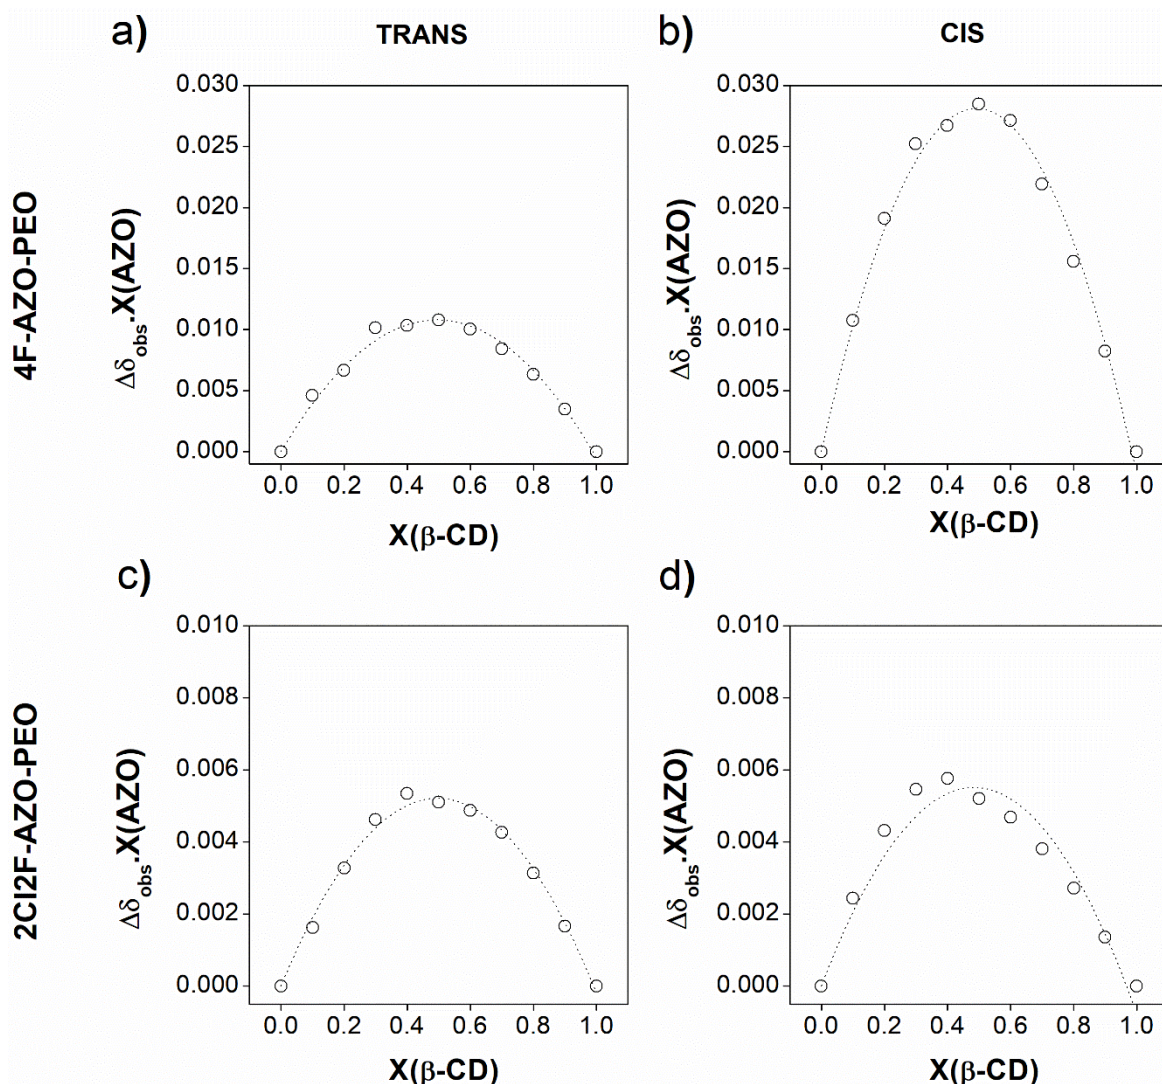 a)
TRANS
b)
CIS
4F-AZO-PEO
Δδobs.X(AZO)
0.030
0.025
0.020
0.015
0.010
0.005
0.000
0.0 0.2 0.4 0.6 0.8 1.0
X(β-CD)
Δδobs.X(AZO)
0.030
0.025
0.020
0.015
0.010
0.005
0.000
0.0 0.2 0.4 0.6 0.8 1.0
X(β-CD)
c)
d)
2Cl2F-AZO-PEO
Δδobs.X(AZO)
0.010
0.008
0.006
0.004
0.002
0.000
0.0 0.2 0.4 0.6 0.8 1.0
X(β-CD)
Δδobs.X(AZO)
0.010
0.008
0.006
0.004
0.002
0.000
0.0 0.2 0.4 0.6 0.8 1.0
X(β-CD)